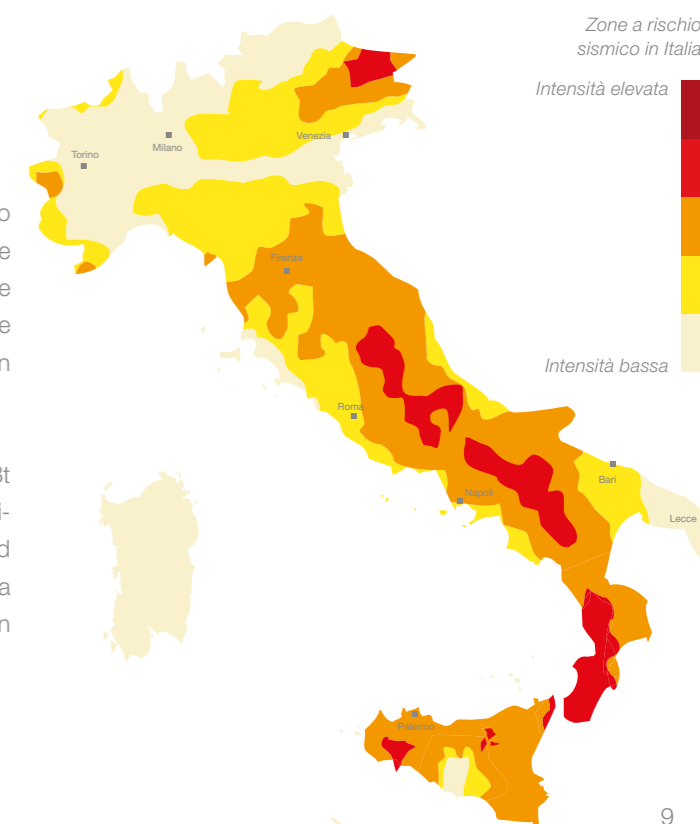 Zone a rischio
sismico in Italia
Intensità elevata
Venezia
Milano
Torino
o
e
Firenze
e
e
n
Intensità bassa
Roma
Bari
3t
Napoli
i-
Lecce
d
a
n
Palermo
9